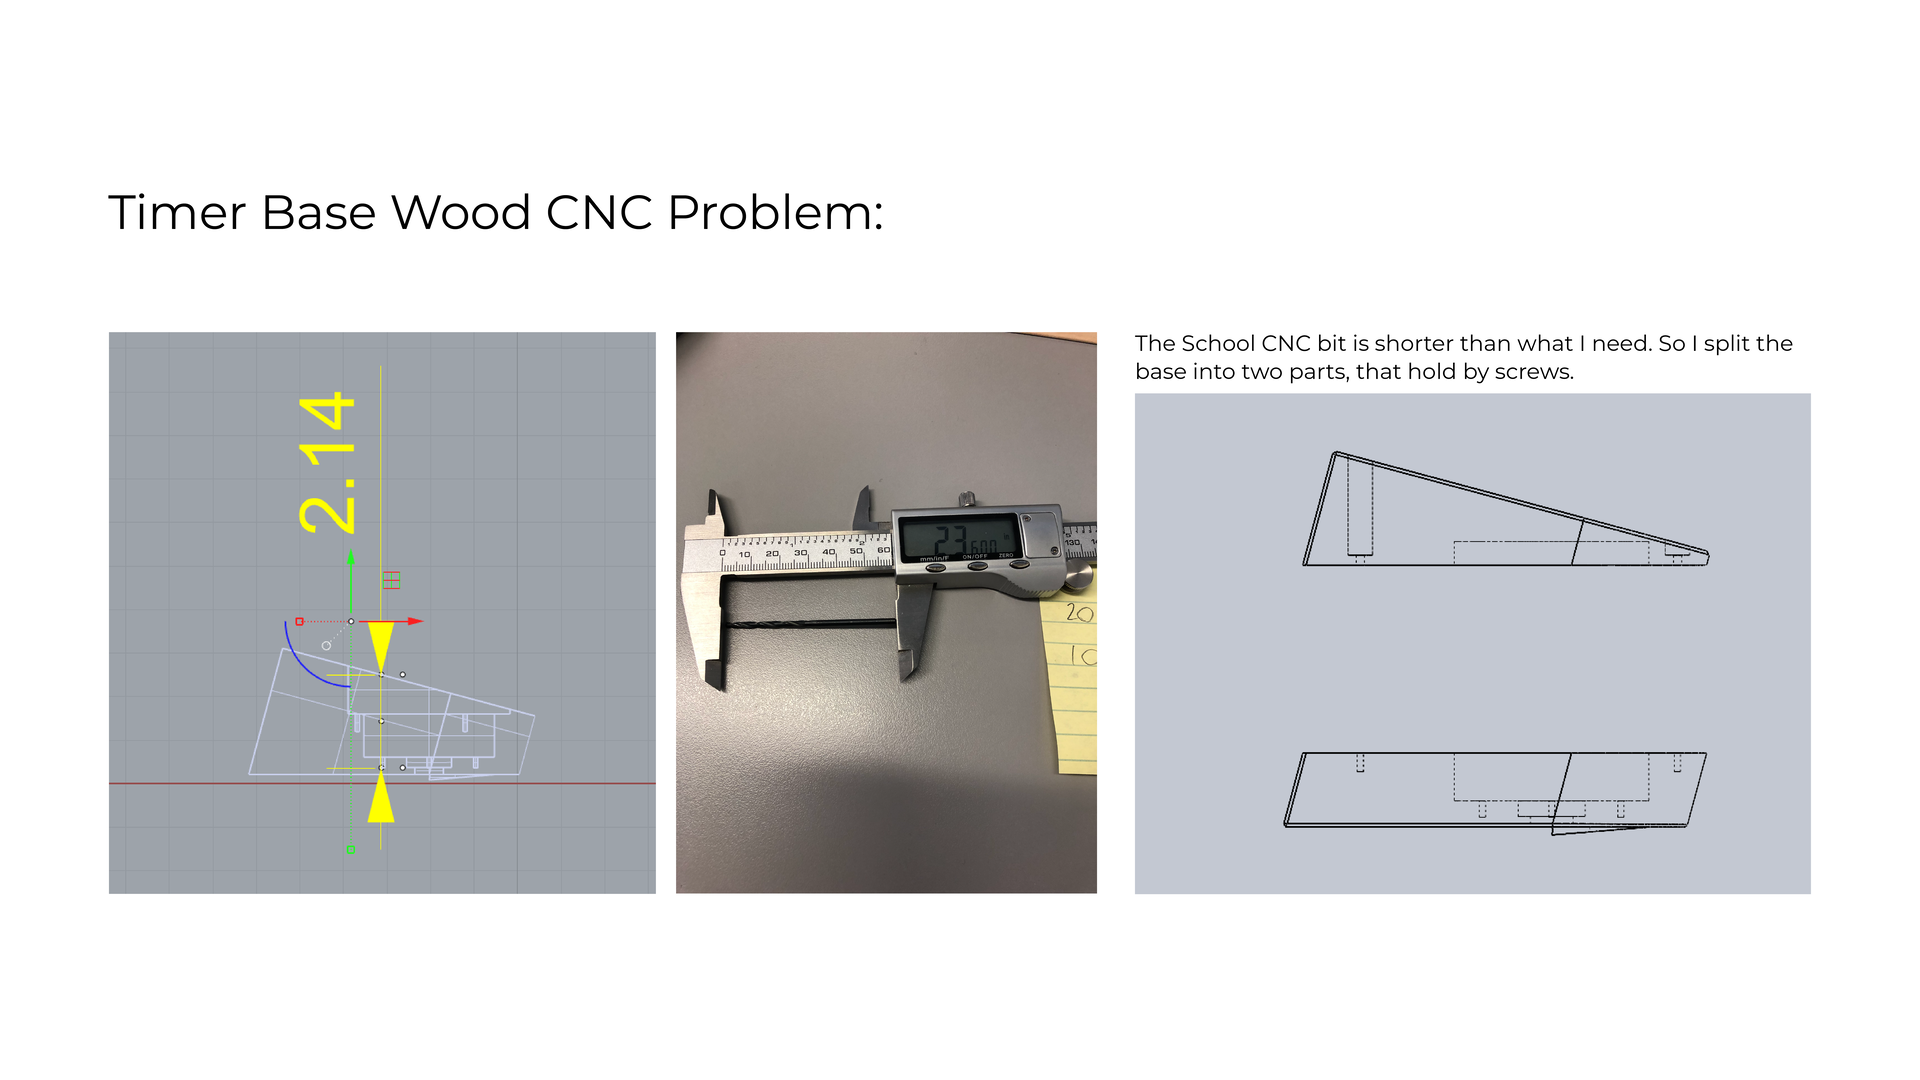 Timer Base Wood CNC Problem:
The School CNC bit is shorter than what I need. So I split the
base into two parts, that hold by screws.
2.14
0 10 20 30 40 50 60
mm/in/F ON/OFF ZERO
130
20
10